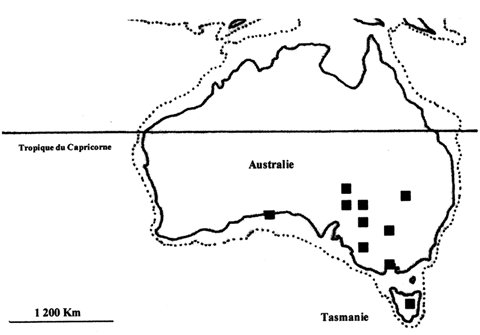 Tropique du Capricorne
Australie
1 200 Km
Tasmanie